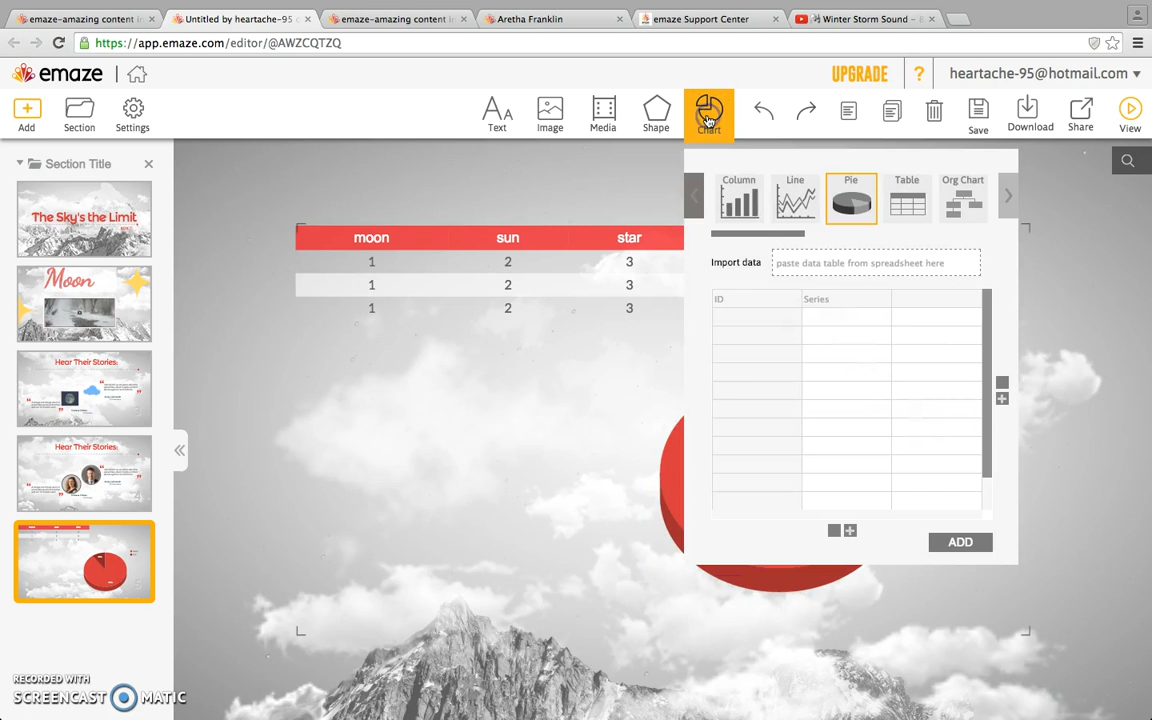 emaze-amazing content in
Untitled by heartache-95
emaze-amazing content in
Aretha Franklin
emaze Support Center
Winter Storm Sound -
https://app.emaze.com/editor/@AWZCQTZQ
emaze
UPGRADE
?
heartache-95@hotmail.com
Add
Section
Settings
Text
Image
Media
Shape
Chart
Save
Download
Share
View
Section Title
The Sky's the Limit
Moon
Hear Their Stories:
Hear Their Stories:
moon sun star
1 2 3
1 2 3
1 2 3
Column
Line
Pie
Table
Org Chart
Import data
paste data table from spreadsheet here
ID
Series
ADD
RECORDED WITH
SCREENCAST MATIC